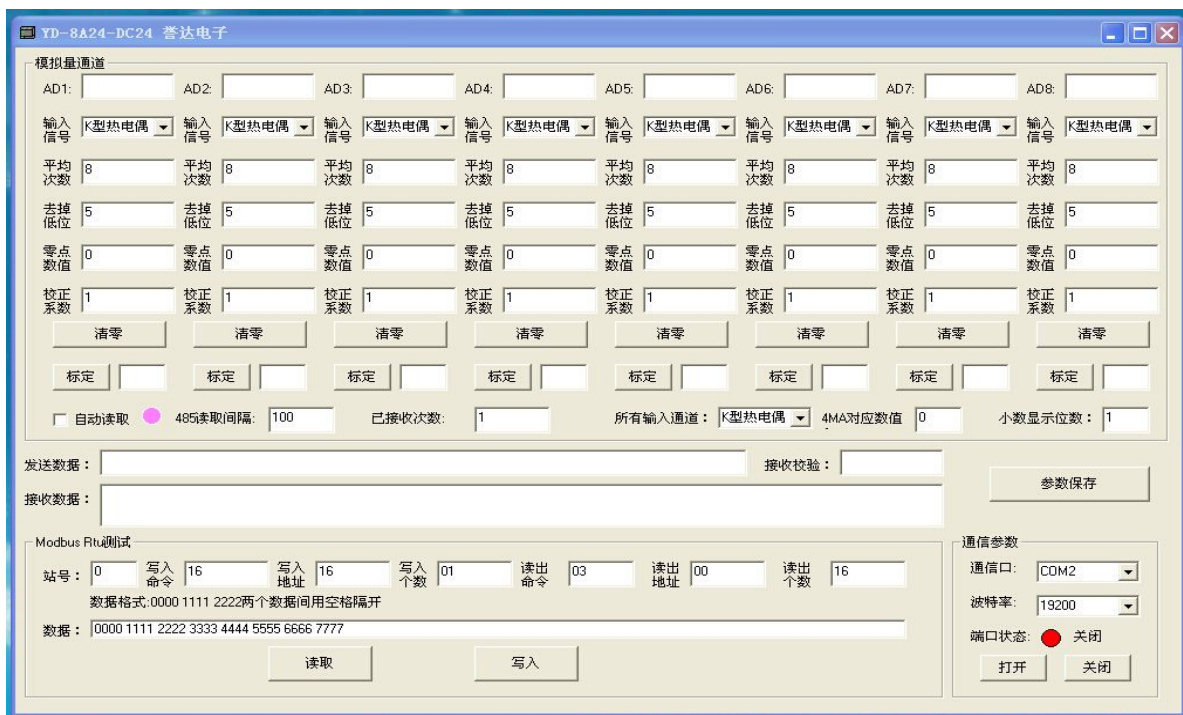 YD-8A24-DC24 誉达电子
模拟量通道
AD1: AD2: AD3: AD4: AD5: AD6: AD7: AD8:
输入信号 K型热电偶 输入信号 K型热电偶 输入信号 K型热电偶 输入信号 K型热电偶 输入信号 K型热电偶 输入信号 K型热电偶 输入信号 K型热电偶 输入信号 K型热电偶
平均次数 8 平均次数 8 平均次数 8 平均次数 8 平均次数 8 平均次数 8 平均次数 8 平均次数 8
去掉低位 5 去掉低位 5 去掉低位 5 去掉低位 5 去掉低位 5 去掉低位 5 去掉低位 5 去掉低位 5
零点数值 0 零点数值 0 零点数值 0 零点数值 0 零点数值 0 零点数值 0 零点数值 0 零点数值 0
校正系数 1 校正系数 1 校正系数 1 校正系数 1 校正系数 1 校正系数 1 校正系数 1 校正系数 1
清零 清零 清零 清零 清零 清零 清零 清零
标定 标定 标定 标定 标定 标定 标定 标定
自动读取 485读取间隔: 100 已接收次数: 1 所有输入通道： K型热电偶 4MA对应数值 0 小数显示位数： 1
发送数据： 接收校验：
接收数据： 参数保存
Modbus Rtu测试 通信参数
站号： 0 写入命令 16 写入地址 16 写入个数 01 读出命令 03 读出地址 00 读出个数 16 通信口: COM2
数据格式:0000 1111 2222两个数据间用空格隔开 波特率: 19200
数据： 0000 1111 2222 3333 4444 5555 6666 7777 端口状态: 关闭
读取 写入 打开 关闭